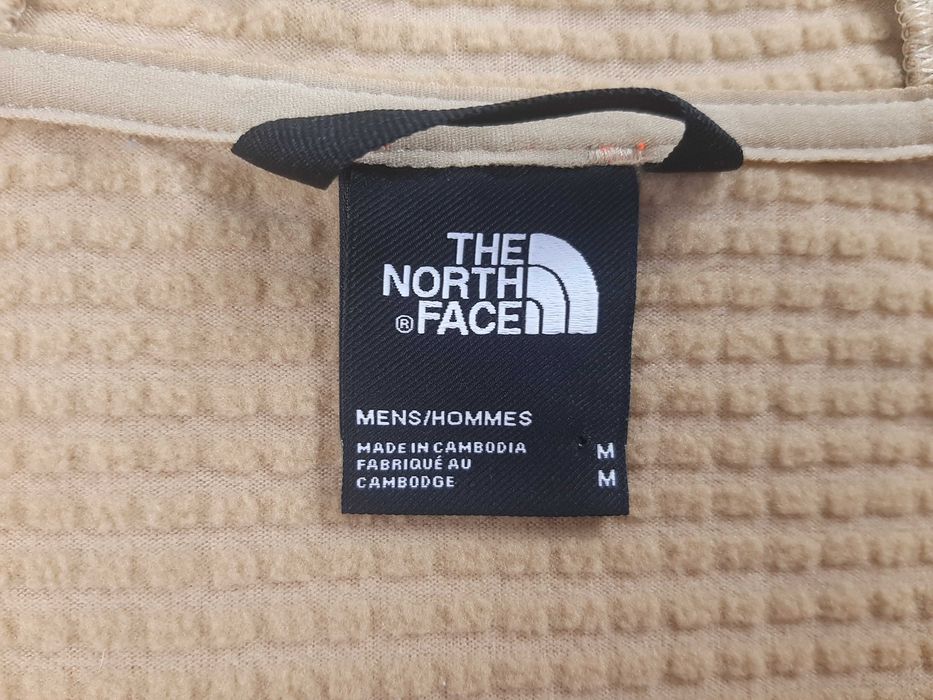 THE
NORTH
® FACE
MENS/HOMMES
MADE IN CAMBODIA M
FABRIQUÉ AU
CAMBODGE M